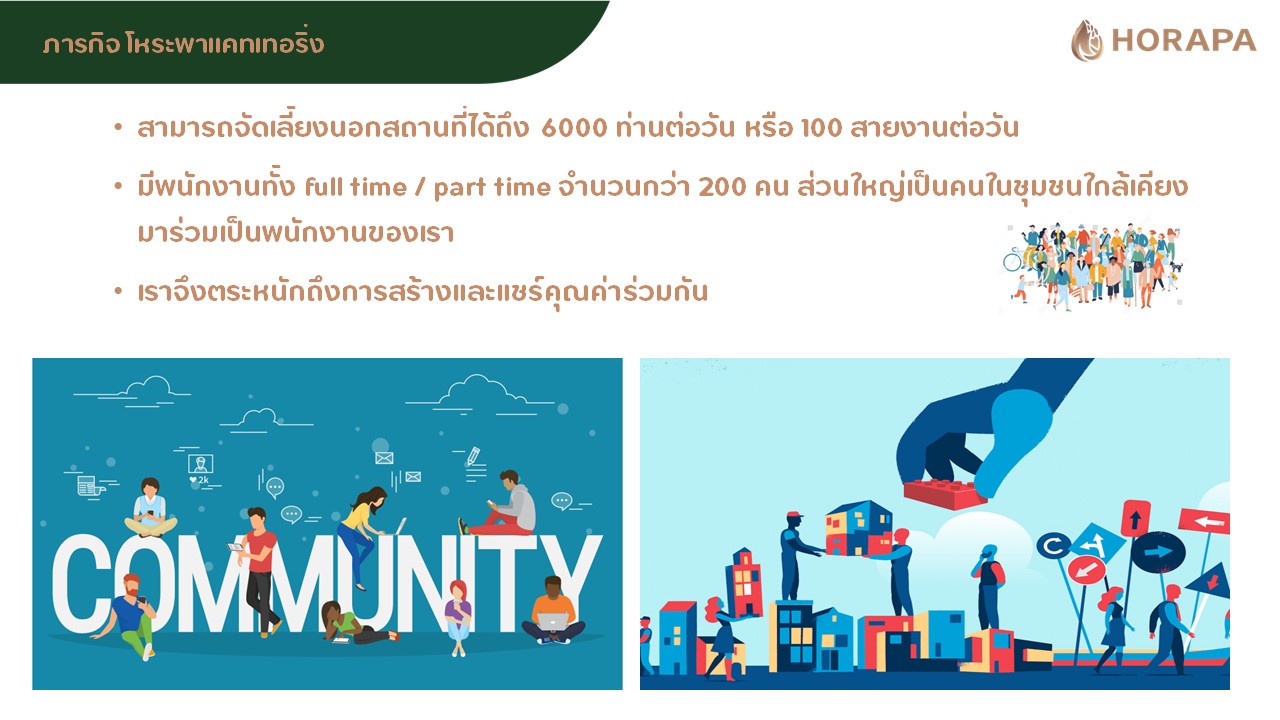 ภารกิจ โหระพาแคทเทอริ่ง
HORAPA
• สามารถจัดเลี้ยงนอกสถานที่ได้ถึง 6000 ท่านต่อวัน หรือ 100 สายงานต่อวัน
• มีพนักงานทั้ง full time / part time จำนวนกว่า 200 คน ส่วนใหญ่เป็นคนในชุมชนใกล้เคียง
มาร่วมเป็นพนักงานของเรา
• เราจึงตระหนักถึงการสร้างและแชร์คุณค่าร่วมกัน
2k
COMMUNITY